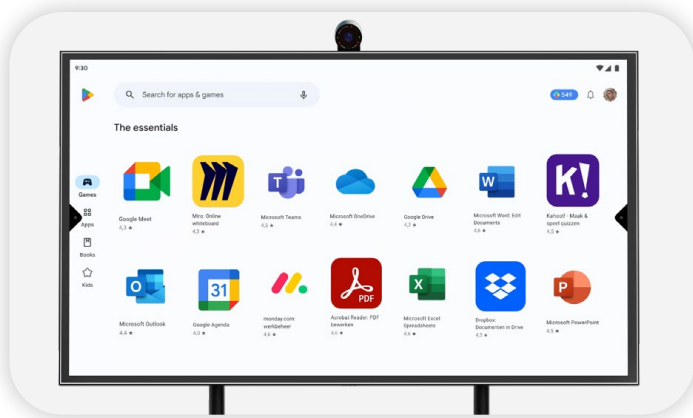 9:30
Search for apps & games
549
The essentials
Games
Apps
Books
Kids
Google Meet
4,3 ★
Miro: Online
whiteboard
4,3 ★
Microsoft Teams
4,5 ★
Microsoft OneDrive
4,4 ★
Google Drive
4,3 ★
W
Microsoft Word: Edit
Documents
4,6 ★
K!
Kahoot! - Maak &
speel quizzen
4,5 ★
O
Microsoft Outlook
4,4 ★
31
Google Agenda
4,0 ★
monday.com:
werkbeheer
4,6 ★
PDF
Acrobat Reader: PDF
bewerken
4,6 ★
X
Microsoft Excel:
Spreadsheets
4,6 ★
Dropbox:
Documenten in Drive
4,5 ★
P
Microsoft PowerPoint
4,5 ★